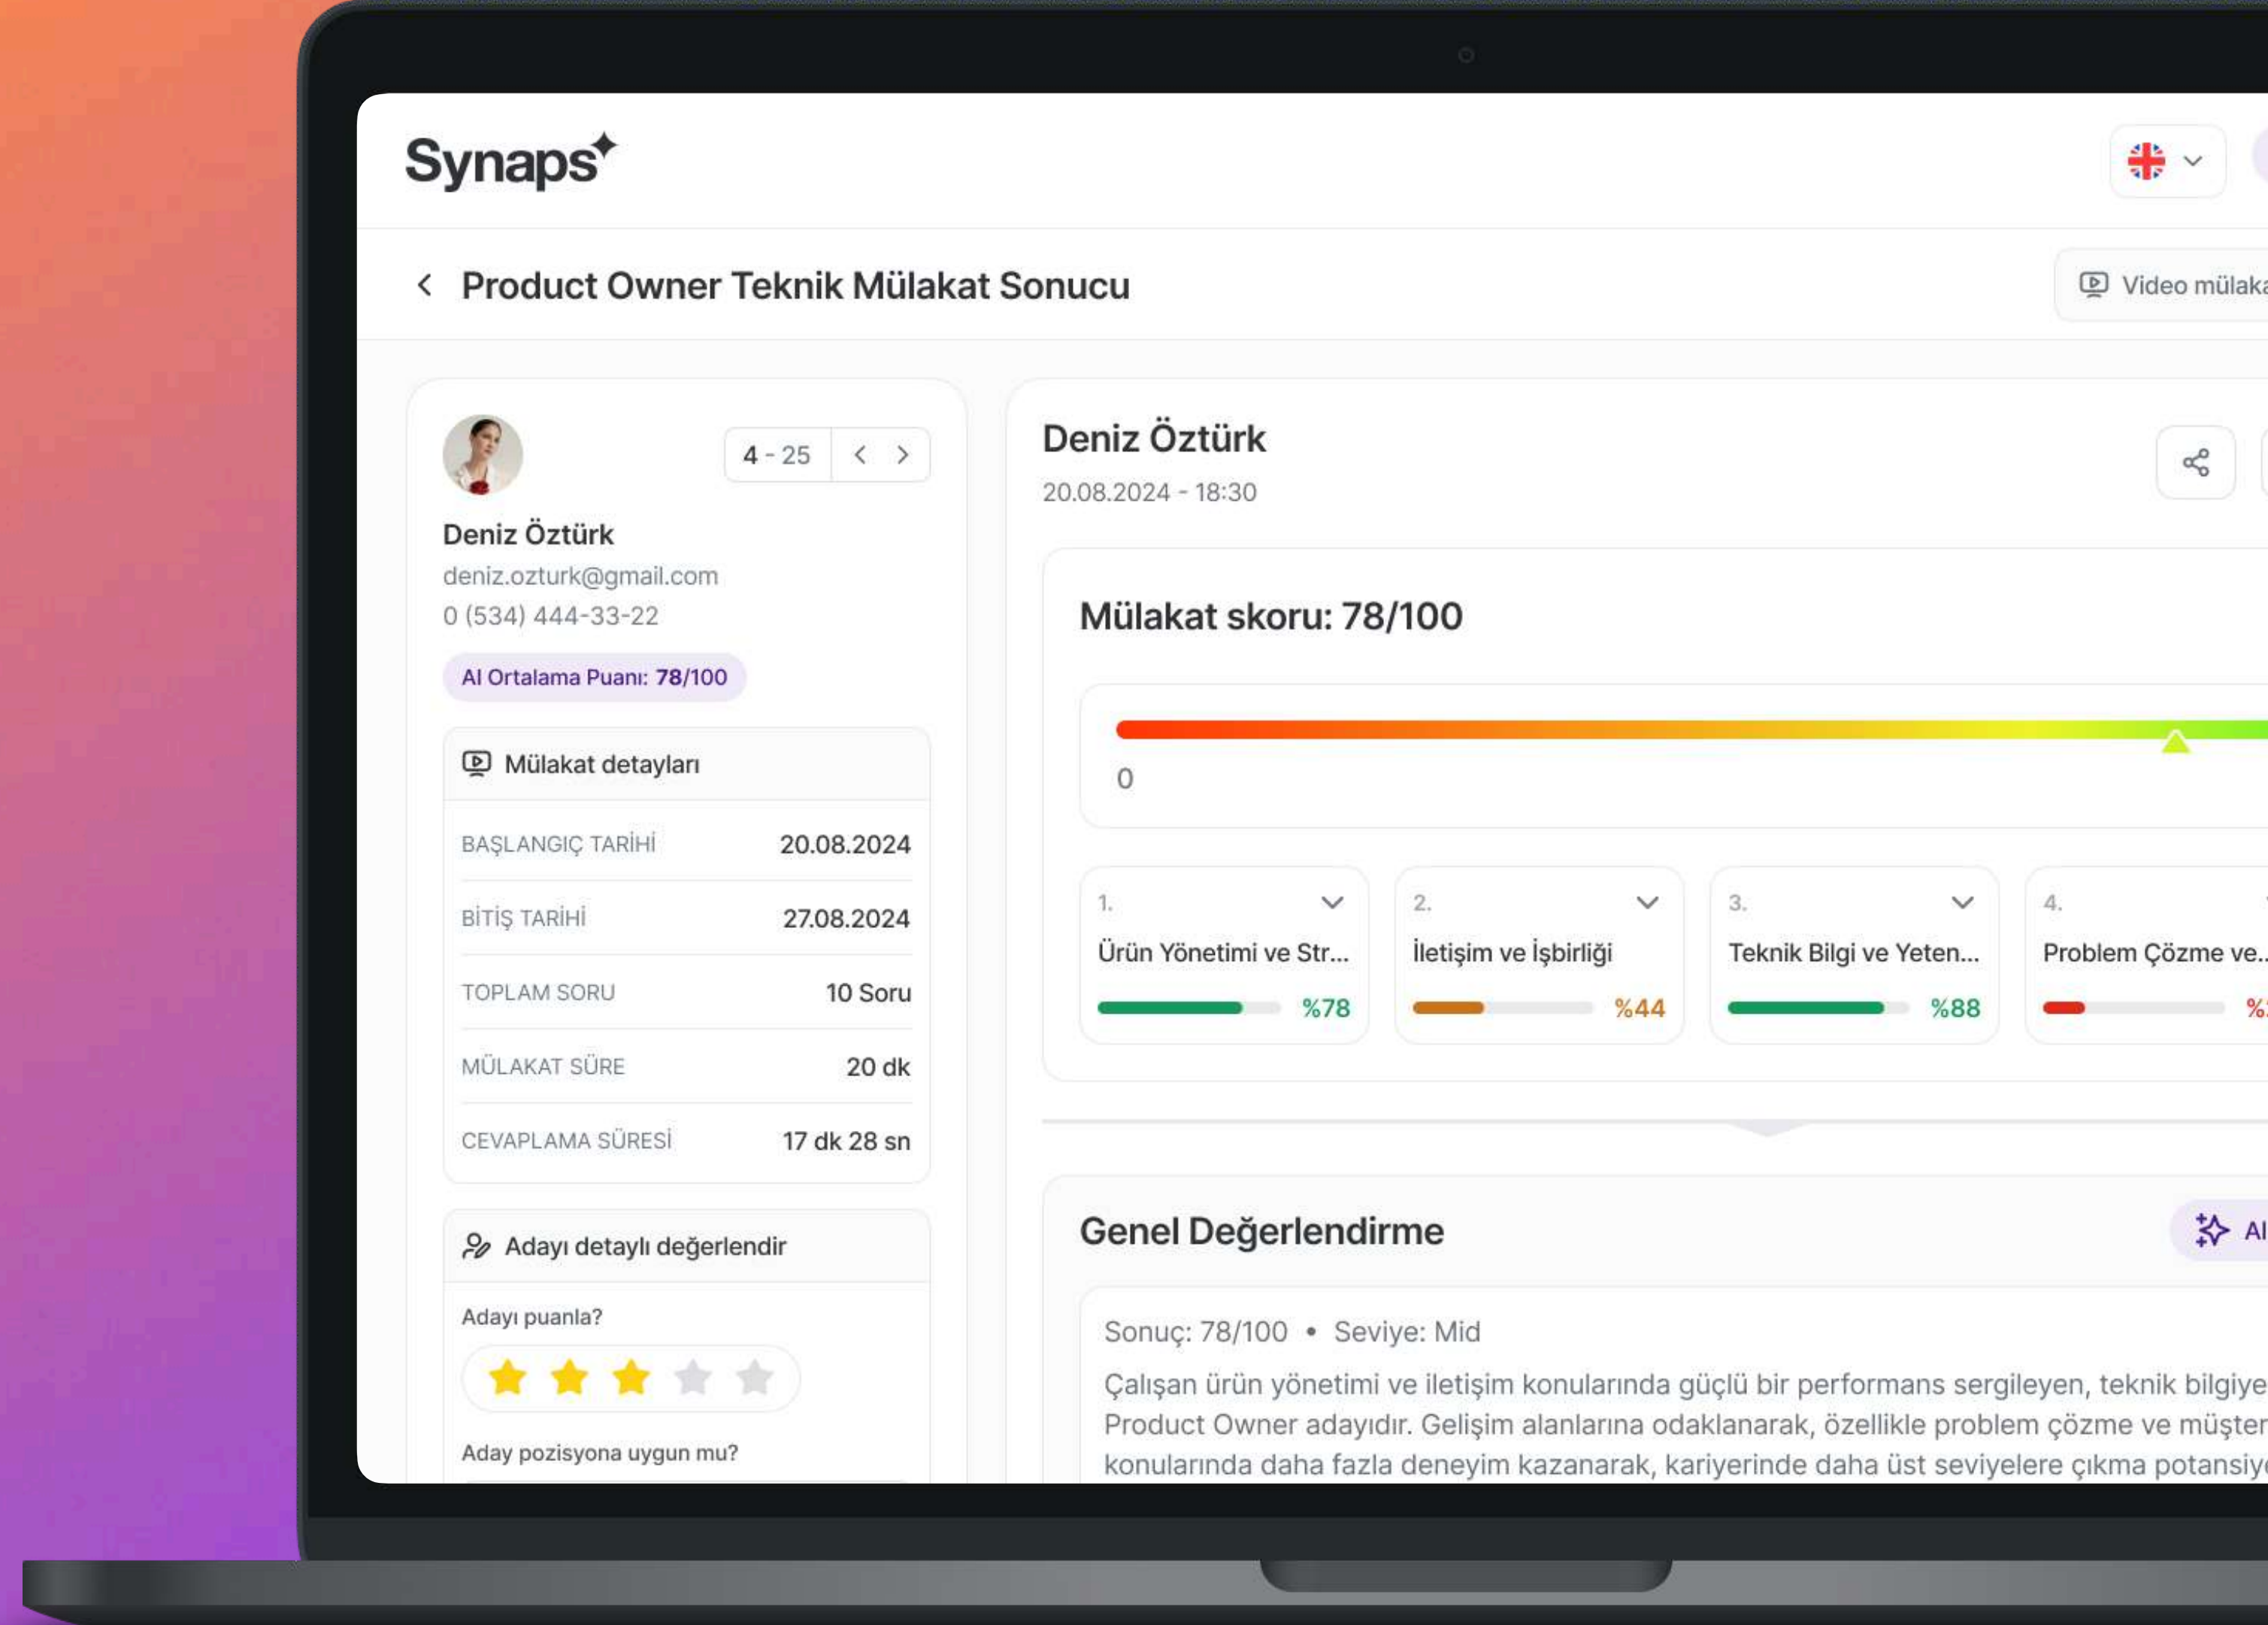 Synaps
Product Owner Teknik Mülakat Sonucu
Video
4 - 25
Deniz Öztürk
deniz.ozturk@gmail.com
0 (534) 444-33-22
AI Ortalama Puanı: 78/100
Mülakat detayları
BAŞLANGIÇ TARİHİ 20.08.2024
BİTİŞ TARİHİ 27.08.2024
TOPLAM SORU 10 Soru
MÜLAKAT SÜRE 20 dk
CEVAPLAMA SÜRESİ 17 dk 28 sn
Adayı detaylı değerlendir
Adayı puanla?
Aday pozisyona uygun mu?
Deniz Öztürk
20.08.2024 - 18:30
Mülakat skoru: 78/100
0
1.
Ürün Yönetimi ve Str...
%78
2.
İletişim ve İşbirliği
%44
3.
Teknik Bilgi ve Yeten...
%88
4.
Problem Çözme ve..
Genel Değerlendirme
AI
Sonuç: 78/100 • Seviye: Mid
Çalışan ürün yönetimi ve iletişim konularında güçlü bir performans sergileyen, teknik bilgiye
Product Owner adayıdır. Gelişim alanlarına odaklanarak, özellikle problem çözme ve
konularında daha fazla deneyim kazanarak, kariyerinde daha üst seviyelere çıkma